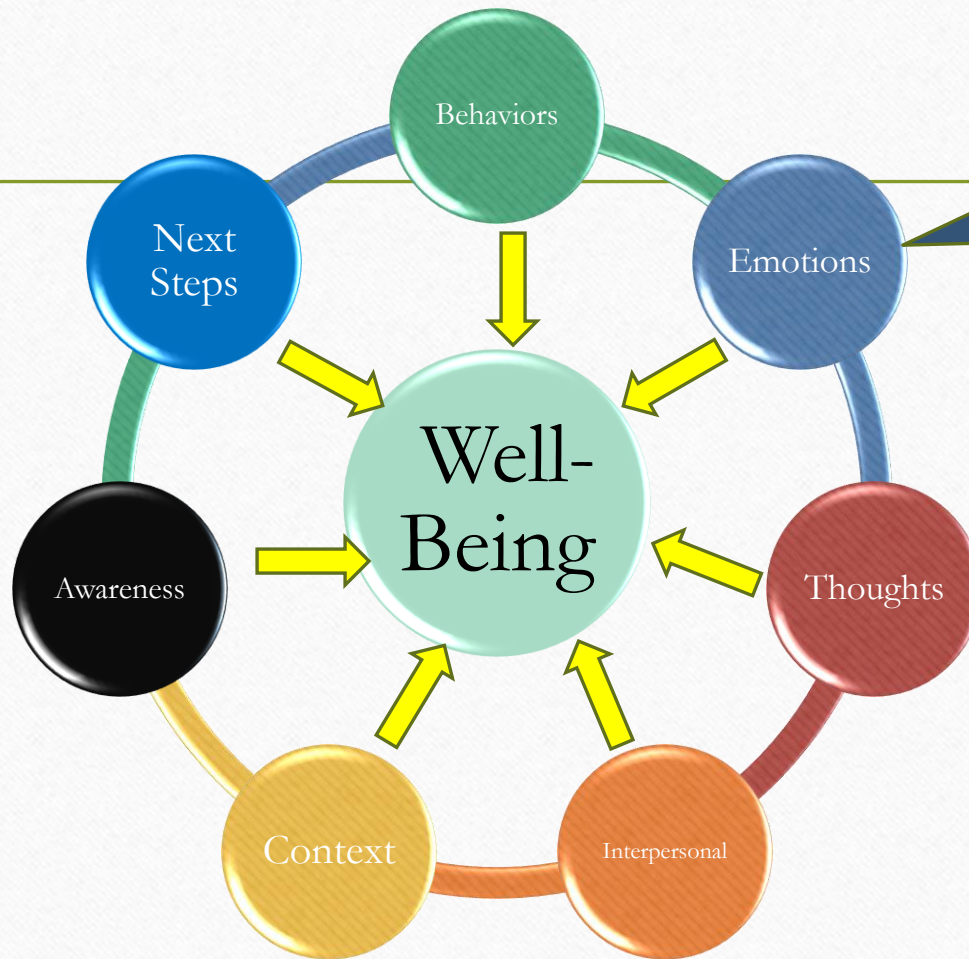 Behaviors
Emotions
Thoughts
Interpersonal
Context
Awareness
Next
Steps
Well-
Being